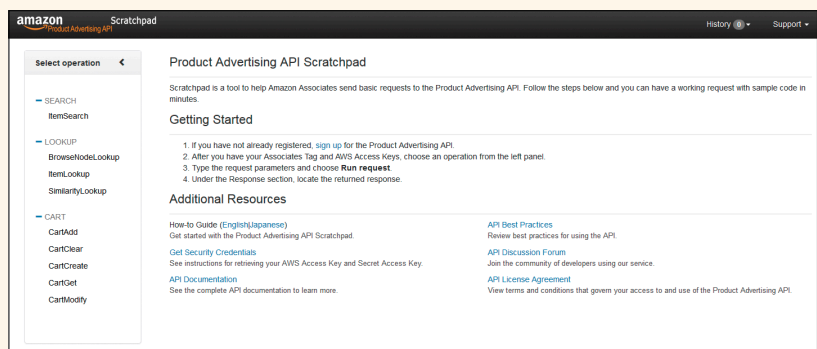 amazon Scratchpad
Product Advertising API
History 0
Support
Select operation
SEARCH
ItemSearch
LOOKUP
BrowseNodeLookup
ItemLookup
SimilarityLookup
CART
CartAdd
CartClear
CartCreate
CartGet
CartModify
Product Advertising API Scratchpad
Scratchpad is a tool to help Amazon Associates send basic requests to the Product Advertising API. Follow the steps below and you can have a working request with sample code in
minutes.
Getting Started
1. If you have not already registered, sign up for the Product Advertising API.
2. After you have your Associates Tag and AWS Access Keys, choose an operation from the left panel.
3. Type the request parameters and choose Run request.
4. Under the Response section, locate the returned response.
Additional Resources
How-to Guide (English|Japanese)
Get started with the Product Advertising API Scratchpad.
Get Security Credentials
See instructions for retrieving your AWS Access Key and Secret Access Key.
API Documentation
See the complete API documentation to learn more.
API Best Practices
Review best practices for using the API.
API Discussion Forum
Join the community of developers using our service.
API License Agreement
View terms and conditions that govern your access to and use of the Product Advertising API.